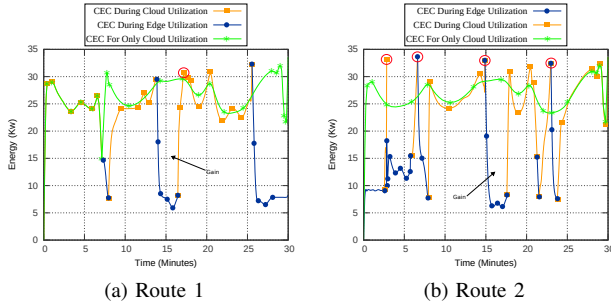 CEC During Cloud Utilization
CEC During Edge Utilization
CEC For Only Cloud Utilization
35
30
25
20
15
10
5
0
Energy (Kw)
Gain
0 5 10 15 20 25 30
Time (Minutes)
(a) Route 1
CEC During Edge Utilization
CEC During Cloud Utilization
CEC For Only Cloud Utilization
35
30
25
20
15
10
5
0
Energy (Kw)
Gain
0 5 10 15 20 25 30
Time (Minutes)
(b) Route 2